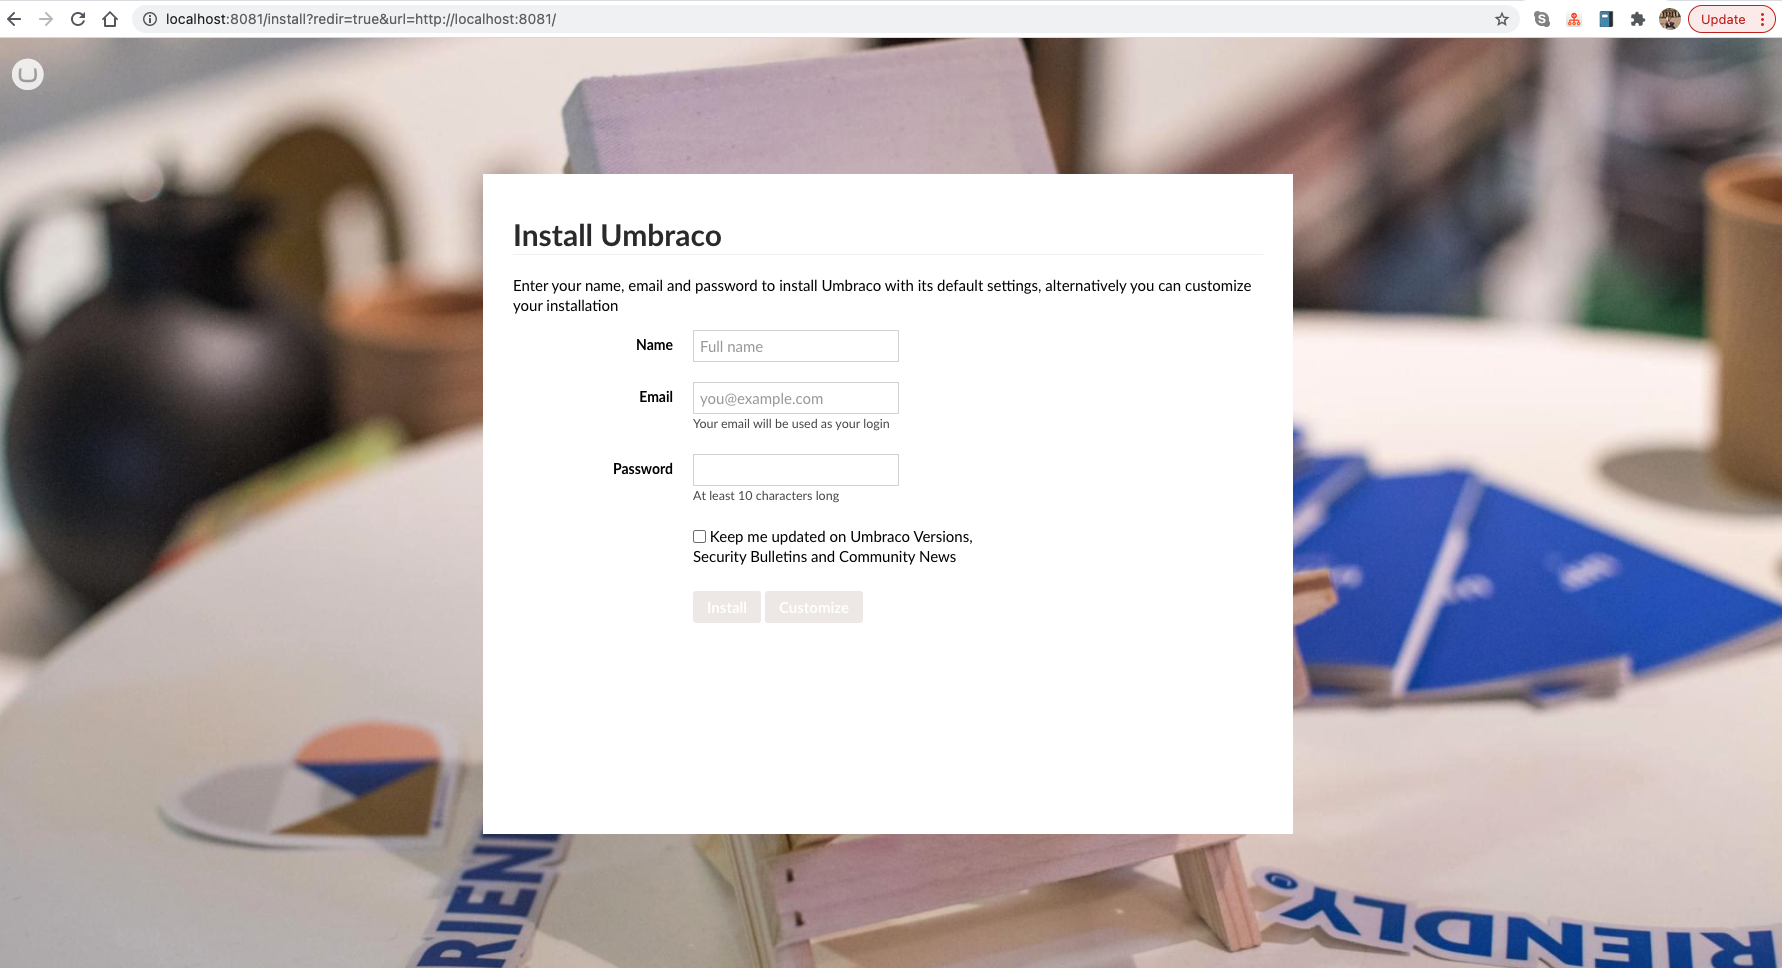 localhost:8081/install?redir=true&url=http://localhost:8081/
Update
Install Umbraco
Enter your name, email and password to install Umbraco with its default settings, alternatively you can customize
your installation
Name
Full name
Email
you@example.com
Your email will be used as your login
Password
At least 10 characters long
Keep me updated on Umbraco Versions,
Security Bulletins and Community News
Install Customize
RIEN
RIENDLY